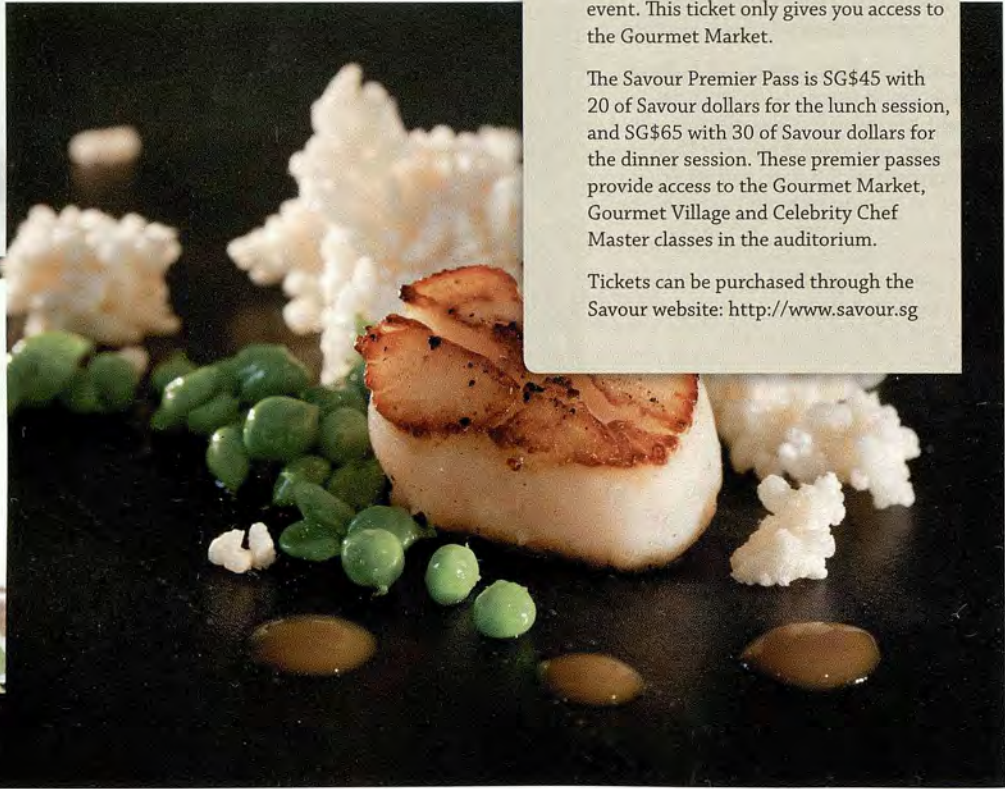 event. This ticket only gives you access to
the Gourmet Market.
The Savour Premier Pass is SG$45 with
20 of Savour dollars for the lunch session,
and SG$65 with 30 of Savour dollars for
the dinner session. These premier passes
provide access to the Gourmet Market,
Gourmet Village and Celebrity Chef
Master classes in the auditorium.
Tickets can be purchased through the
Savour website: http://www.savour.sg